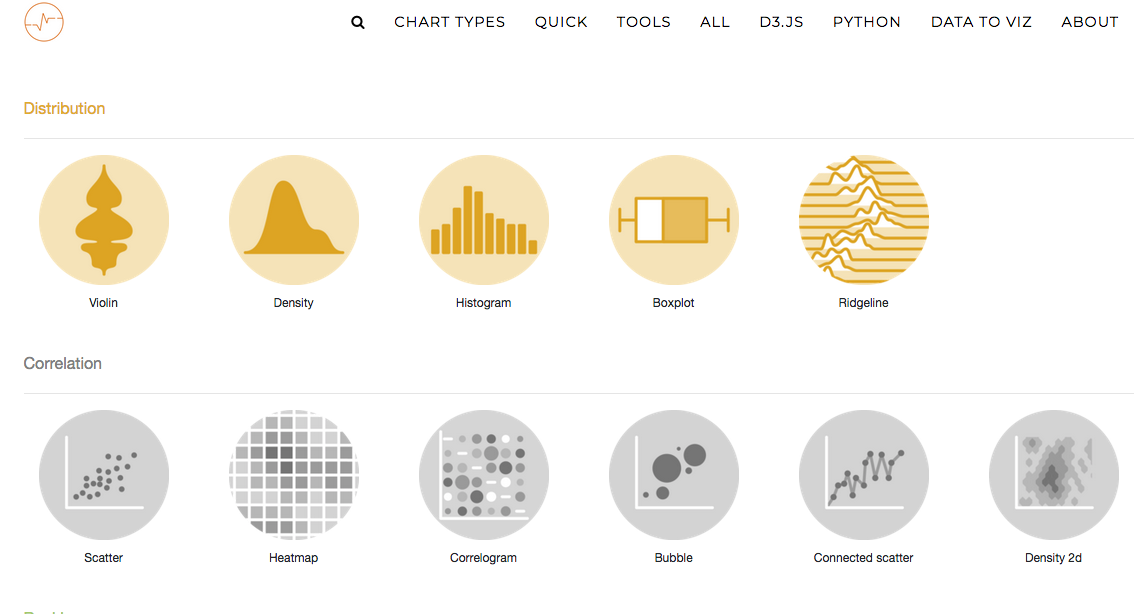 CHART TYPES QUICK TOOLS ALL D3.JS PYTHON DATA TO VIZ ABOUT
Distribution
Violin Density Histogram Boxplot Ridgeline
Correlation
Scatter Heatmap Correlogram Bubble Connected scatter Density 2d